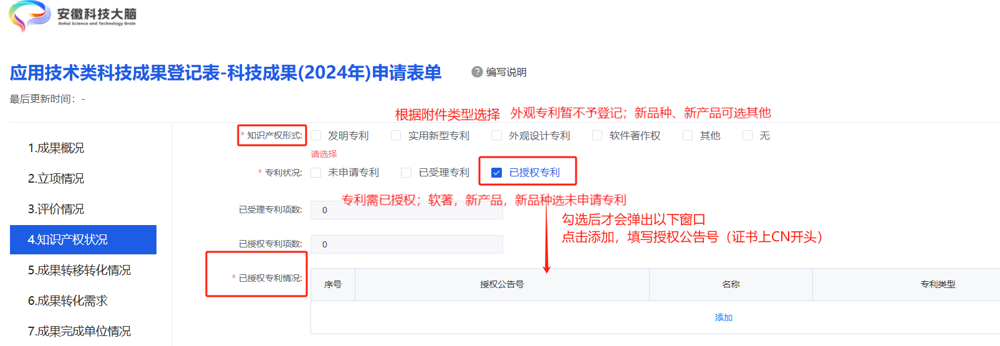 安徽科技大脑
Anhui Science and Technology Brain
应用技术类科技成果登记表-科技成果(2024年)申请表单
? 编写说明
最后更新时间： -
根据附件类型选择 外观专利暂不予登记；新品种、新产品可选其他
1.成果概况
2.立项情况
3.评价情况
4.知识产权状况
5.成果转移转化情况
6.成果转化需求
7.成果完成单位情况
* 知识产权形式: 发明专利 实用新型专利 外观设计专利 软件著作权 其他 无
请选择
* 专利状况: 未申请专利 已受理专利 已授权专利
专利需已授权；软著，新产品，新品种选未申请专利
已受理专利项数: 0
勾选后才会弹出以下窗口
点击添加，填写授权公告号（证书上CN开头）
已授权专利项数: 0
* 已授权专利情况:
序号 授权公告号 名称 专利类型
添加